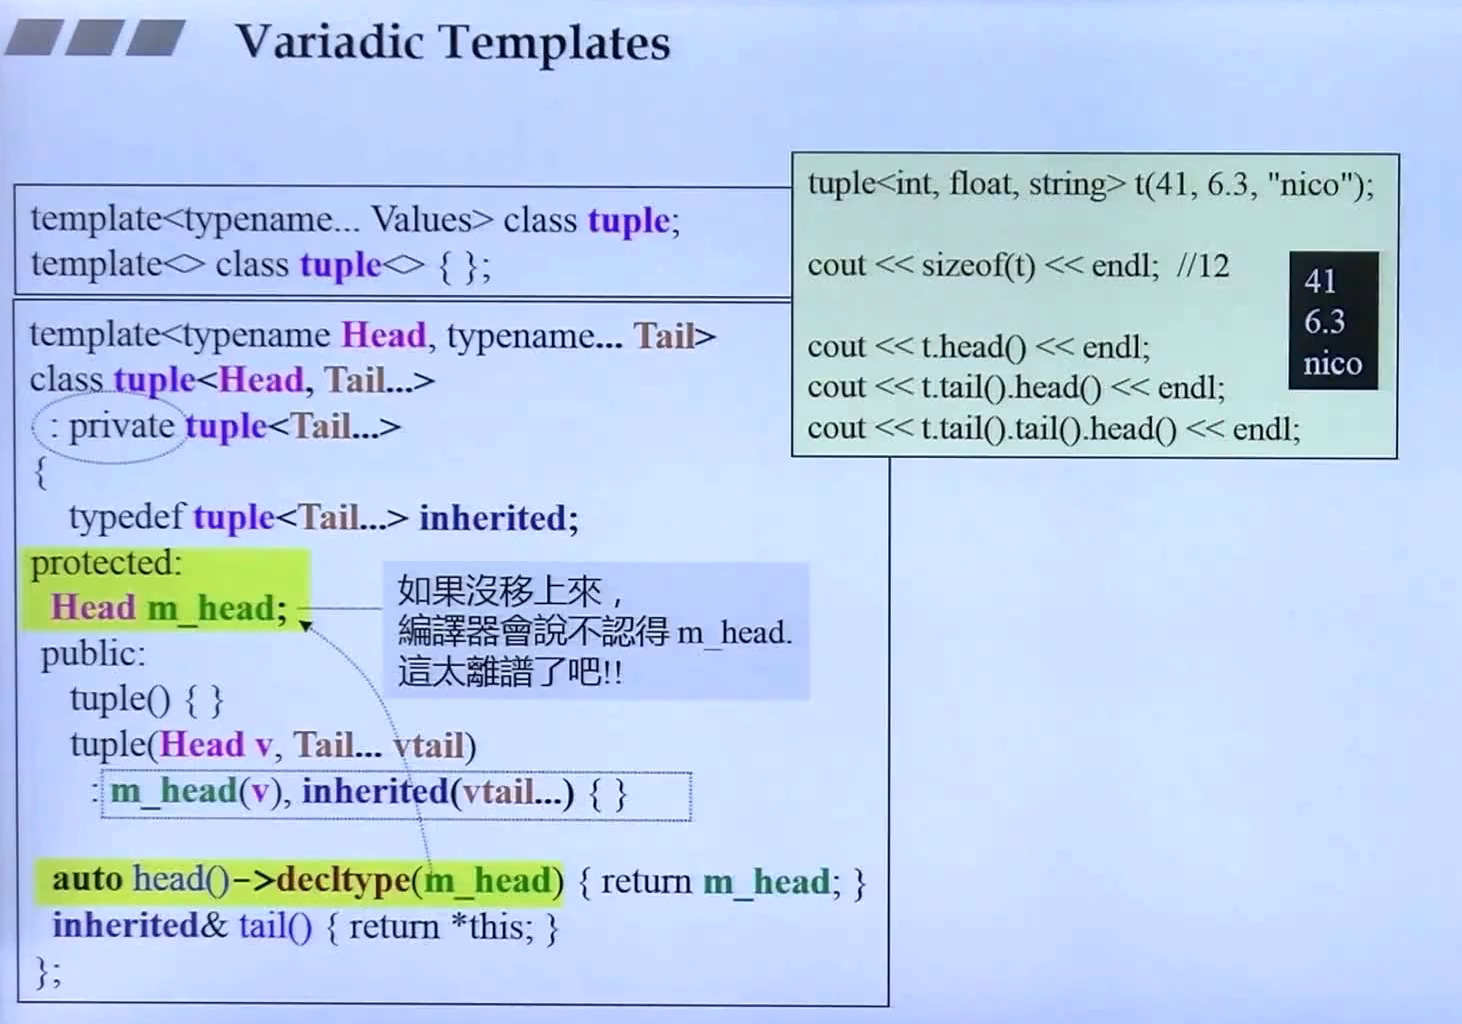 Variadic Templates
template<typename... Values> class tuple;
template<> class tuple<> { };
template<typename Head, typename... Tail>
class tuple<Head, Tail...>
: private tuple<Tail...>
{
typedef tuple<Tail...> inherited;
protected:
Head m_head;
public:
tuple() { }
tuple(Head v, Tail... vtail)
: m_head(v), inherited(vtail...) { }
auto head()->decltype(m_head) { return m_head; }
inherited& tail() { return *this; }
};
如果沒移上來，
編譯器會說不認得 m_head.
這太離譜了吧!!
tuple<int, float, string> t(41, 6.3, "nico");
cout << sizeof(t) << endl; //12
cout << t.head() << endl;
cout << t.tail().head() << endl;
cout << t.tail().tail().head() << endl;
41
6.3
nico